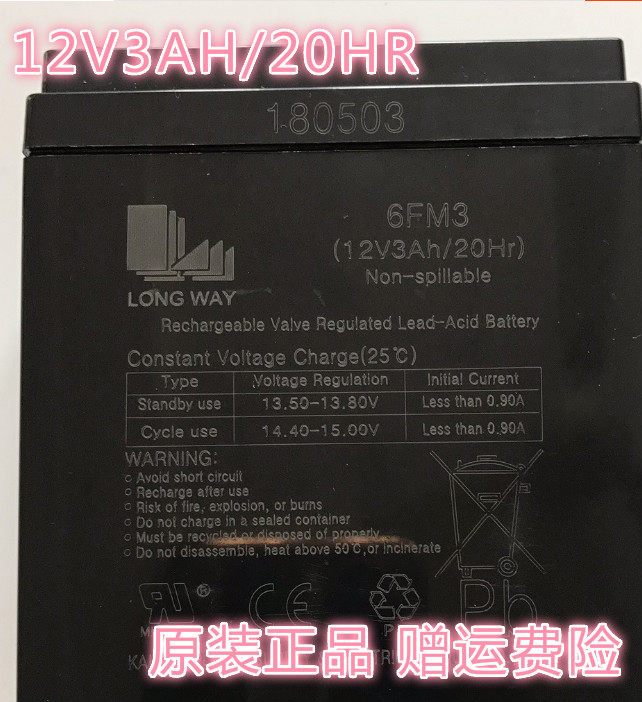 12V3AH/20HR
180503
6FM3
(12V3Ah/20Hr)
Non-spillable
LONG WAY
Rechargeable Valve Regulated Lead-Acid Battery
Constant Voltage Charge(25℃)
Type Voltage Regulation Initial Current
Standby use 13.50-13.80V Less than 0.90A
Cycle use 14.40-15.00V Less than 0.90A
WARNING:
○ Avoid short circuit
○ Recharge after use
○ Risk of fire, explosion, or burns
○ Do not charge in a sealed container
○ Must be recycled or disposed of properly
○ Do not disassemble, heat above 50℃,or incinerate
® CE Pb
原装正品 赠运费险